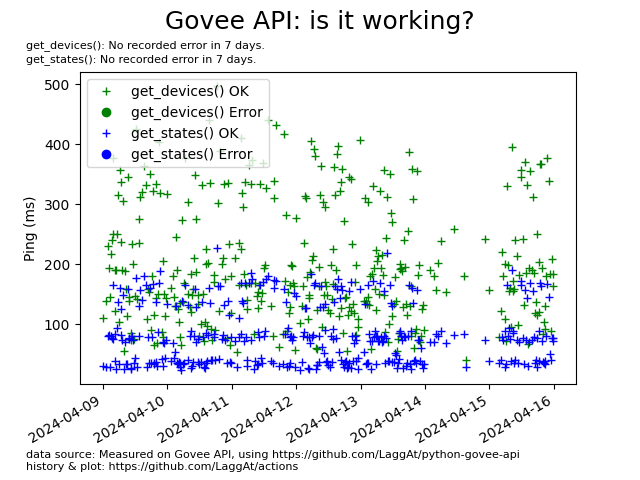 Govee API: is it working?
get_devices(): No recorded error in 7 days.
get_states(): No recorded error in 7 days.
get_devices() OK
get_devices() Error
get_states() OK
get_states() Error
Ping (ms)
500
400
300
200
100
2024-04-09
2024-04-10
2024-04-11
2024-04-12
2024-04-13
2024-04-14
2024-04-15
2024-04-16
data source: Measured on Govee API, using https://github.com/LaggAt/python-govee-api
history & plot: https://github.com/LaggAt/actions